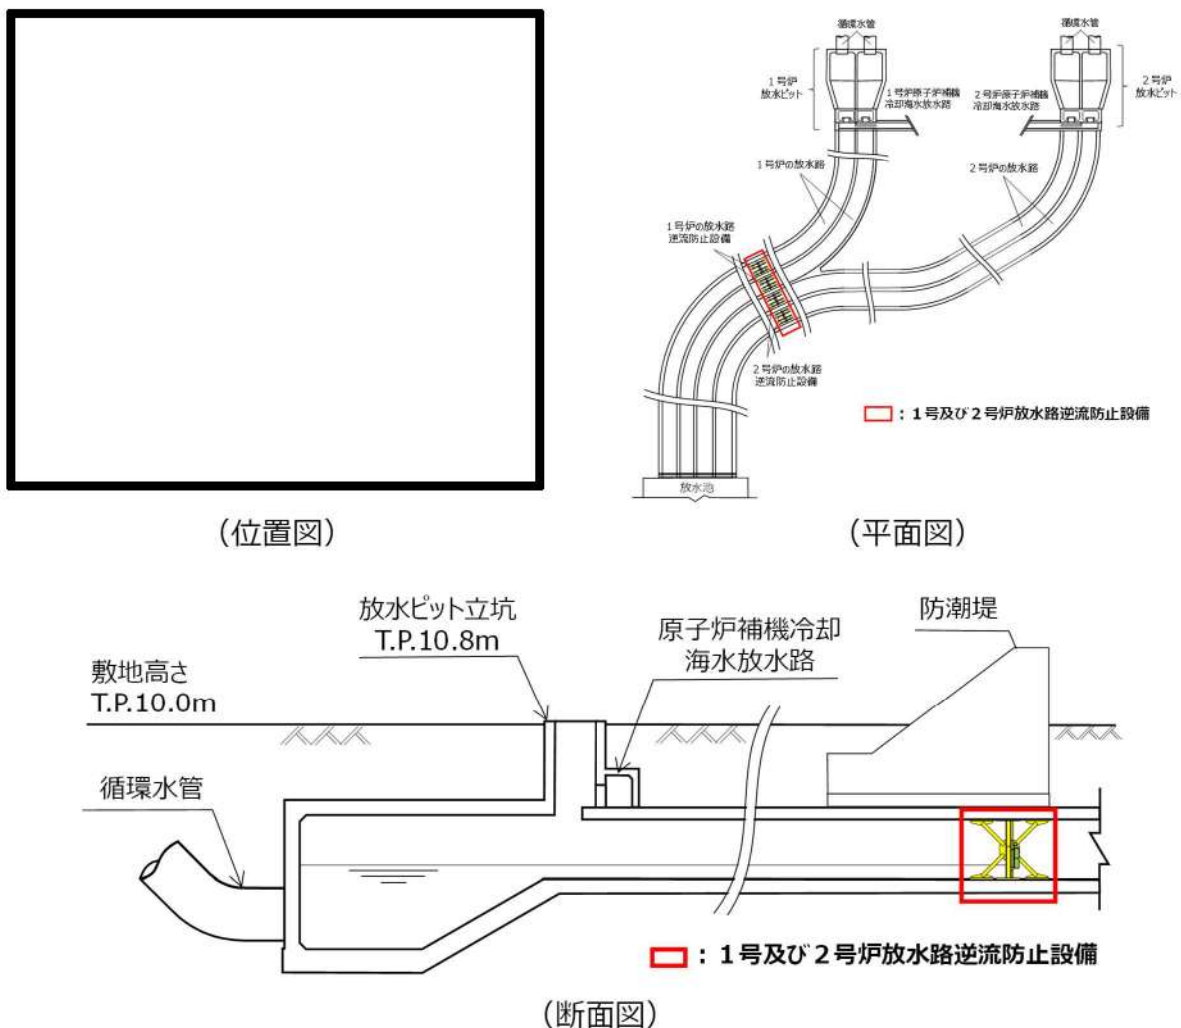 循環水管
循環水管
1号炉
放水ピット
1号炉原子炉補機
冷却海水放水路
2号炉原子炉補機
冷却海水放水路
2号炉
放水ピット
1号炉の放水路
2号炉の放水路
1号炉の放水路
逆流防止設備
2号炉の放水路
逆流防止設備
：1号及び2号炉放水路逆流防止設備
放水池
（位置図）
（平面図）
放水ピット立坑
T.P.10.8m
原子炉補機冷却
海水放水路
防潮堤
敷地高さ
T.P.10.0m
循環水管
：1号及び2号炉放水路逆流防止設備
（断面図）